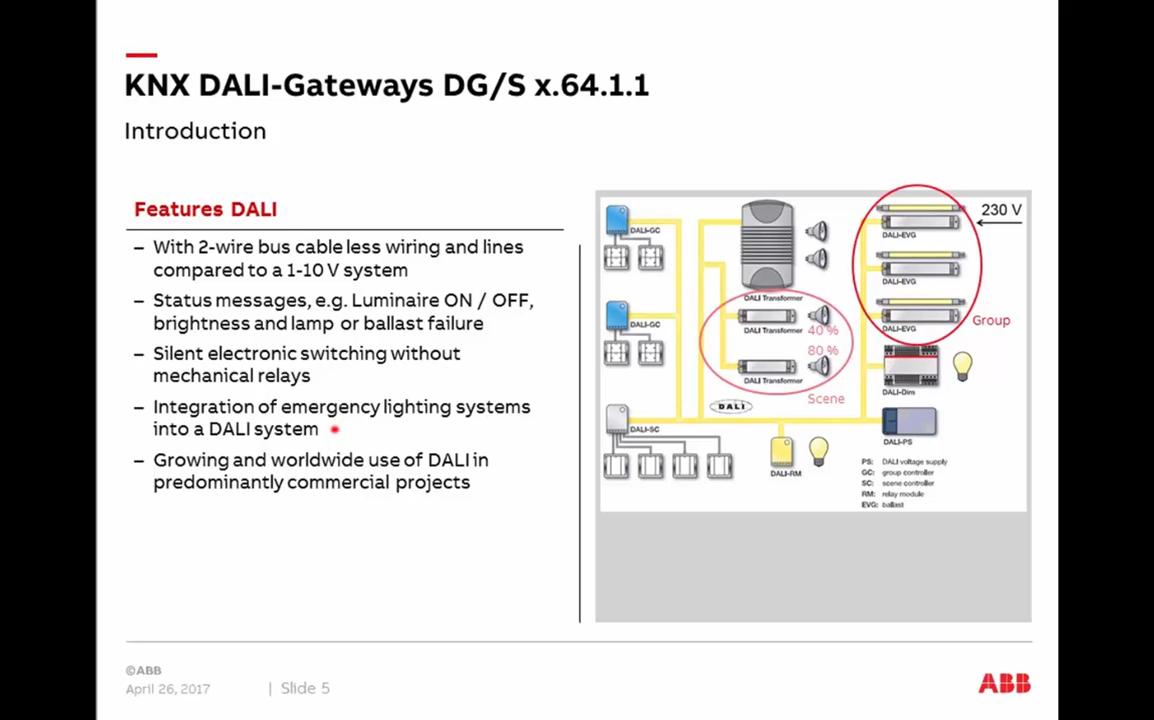 KNX DALI-Gateways DG/S x.64.1.1
Introduction
Features DALI
– With 2-wire bus cable less wiring and lines
compared to a 1-10 V system
– Status messages, e.g. Luminaire ON / OFF,
brightness and lamp or ballast failure
– Silent electronic switching without
mechanical relays
– Integration of emergency lighting systems
into a DALI system
– Growing and worldwide use of DALI in
predominantly commercial projects
DALI-GC
DALI-GC
DALI-SC
DALI Transformer
DALI Transformer
40 %
80 %
DALI Transformer
Scene
DALI
DALI-RM
230 V
DALI-EVG
DALI-EVG
DALI-EVG
Group
DALI-Dim
DALI-PS
PS: DALI voltage supply
GC: group controller
SC: scene controller
RM: relay module
EVG: ballast
©ABB
April 26, 2017
| Slide 5
ABB